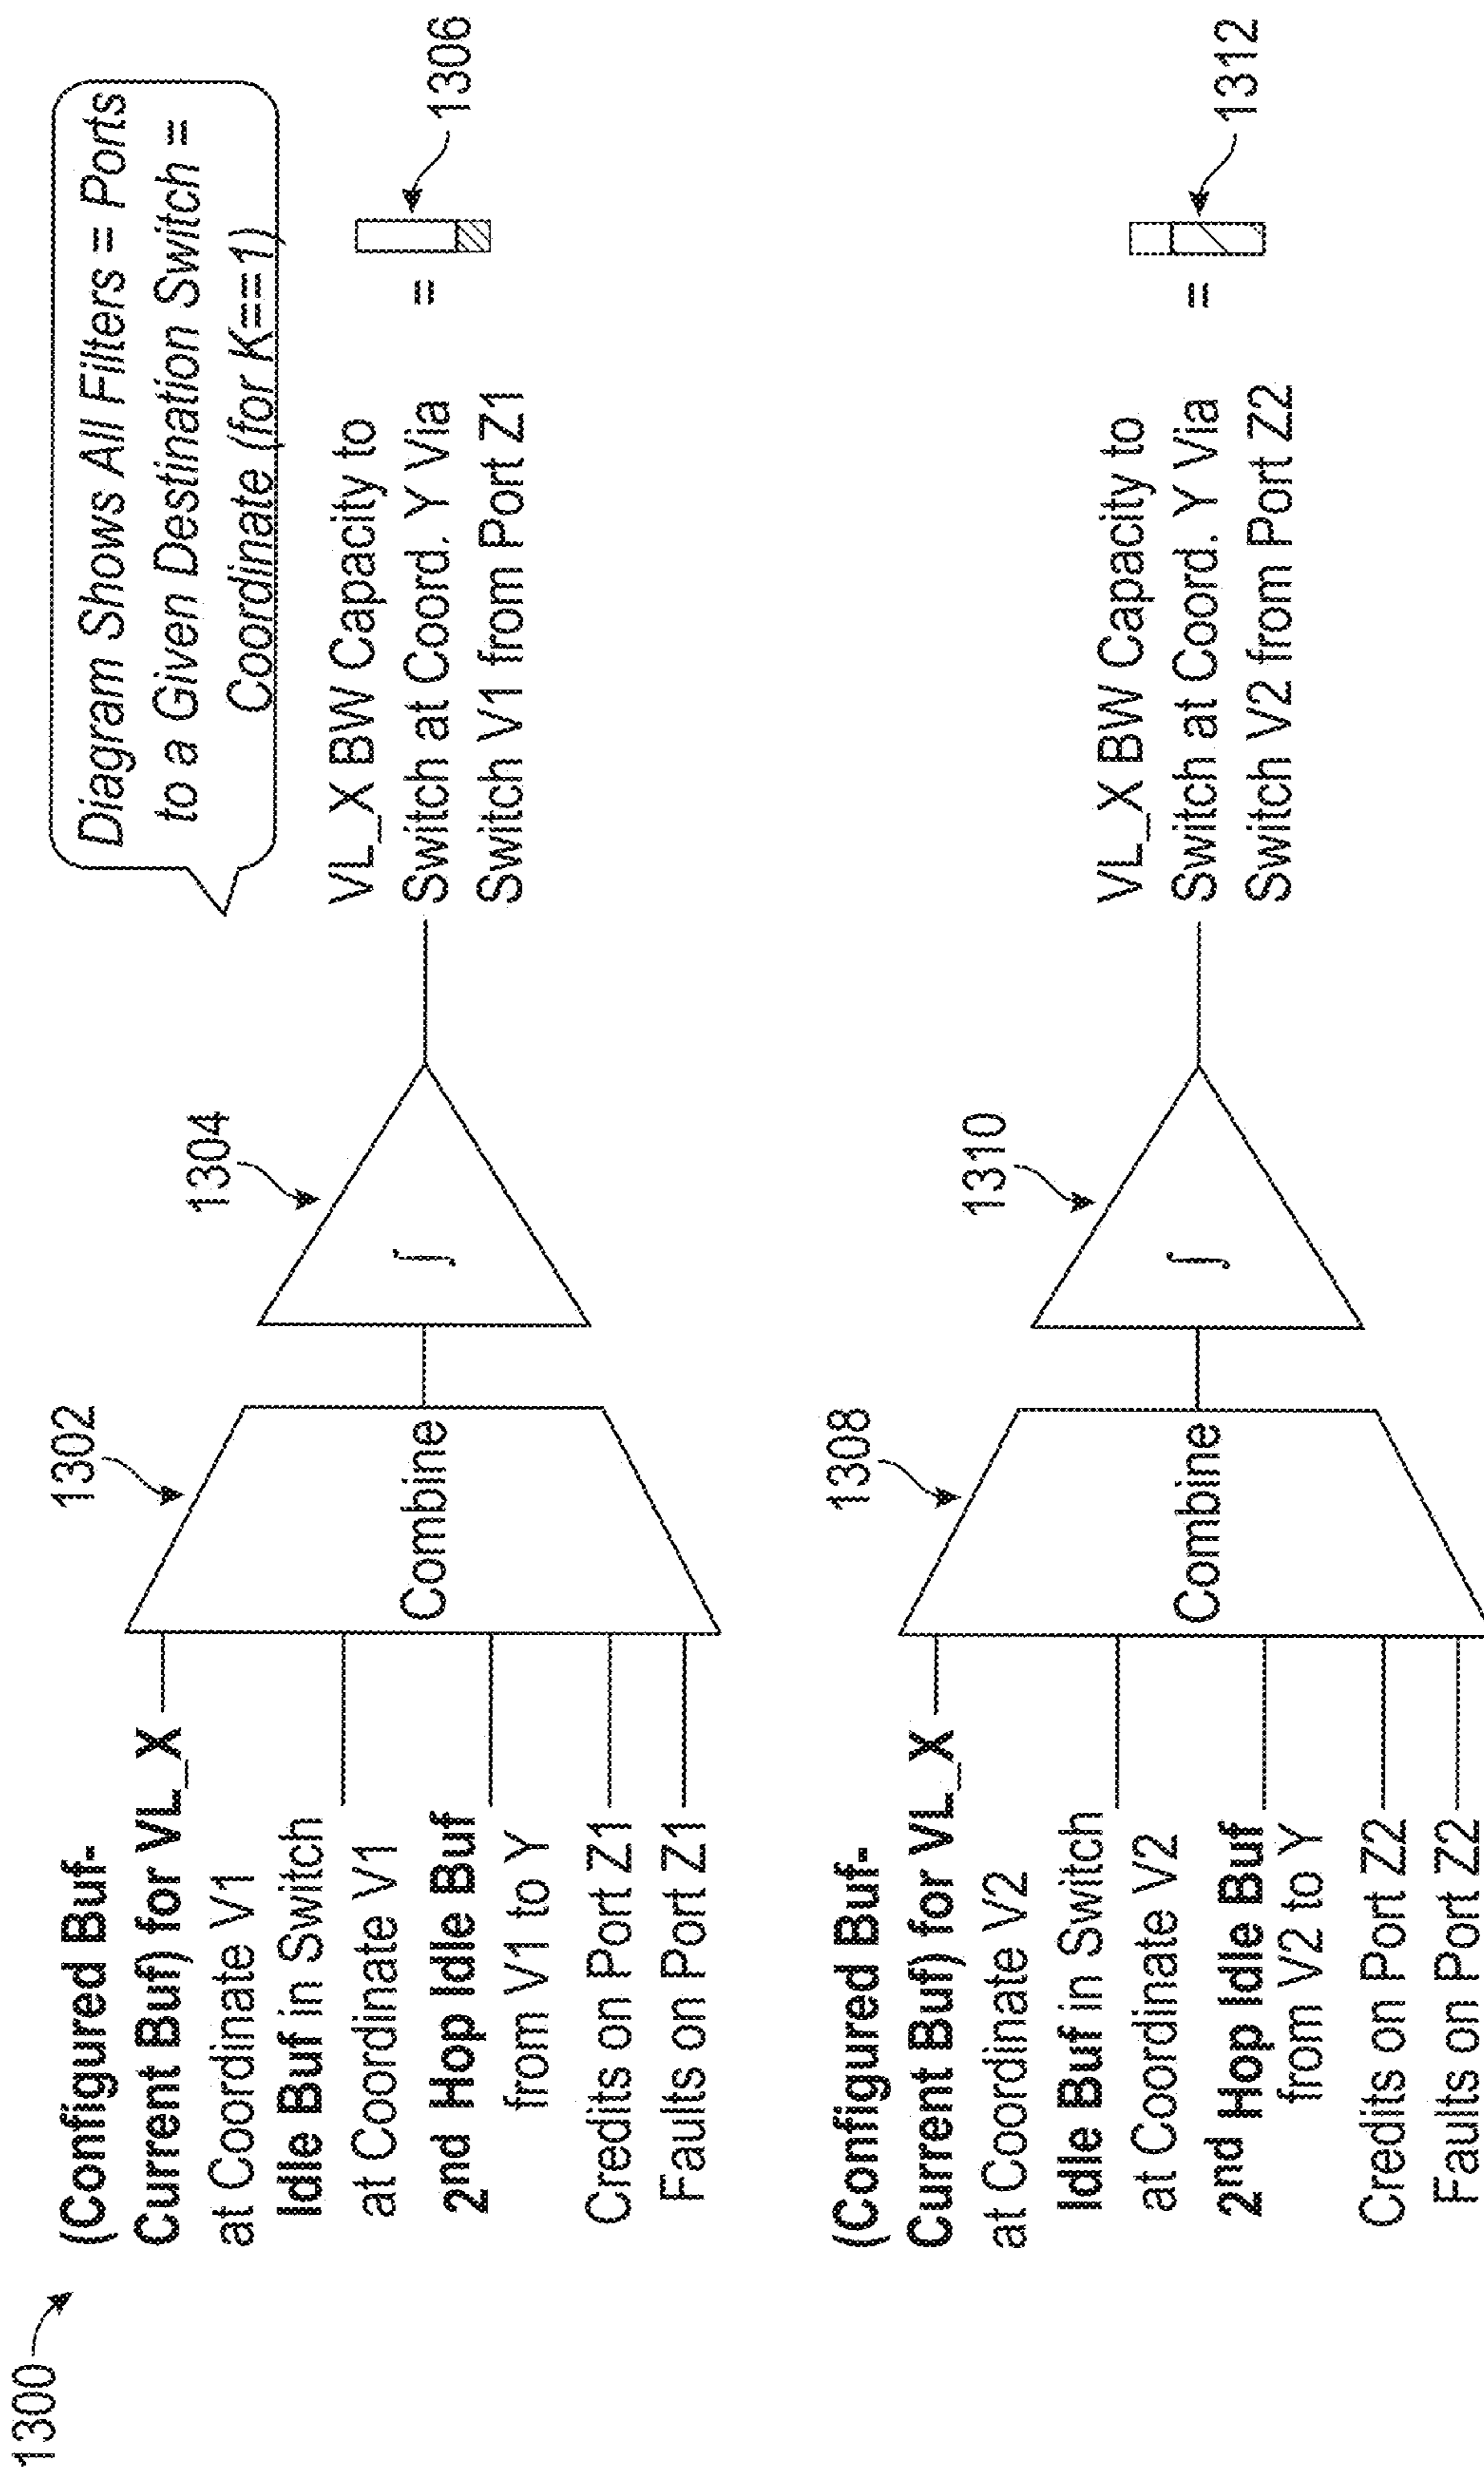 1300
Diagram Shows All Filters = Ports
to a Given Destination Switch =
Coordinate (for K==1)
(Configured Buf-
Current Buf) for VL_X
at Coordinate V1
Idle Buf in Switch
at Coordinate V1
2nd Hop Idle Buf
from V1 to Y
Credits on Port Z1
Faults on Port Z1
1302
Combine
1304
∫
VL_X BW Capacity to
Switch at Coord. Y Via
Switch V1 from Port Z1
=
1306
(Configured Buf-
Current Buf) for VL_X
at Coordinate V2
Idle Buf in Switch
at Coordinate V2
2nd Hop Idle Buf
from V2 to Y
Credits on Port Z2
Faults on Port Z2
1308
Combine
1310
∫
VL_X BW Capacity to
Switch at Coord. Y Via
Switch V2 from Port Z2
=
1312